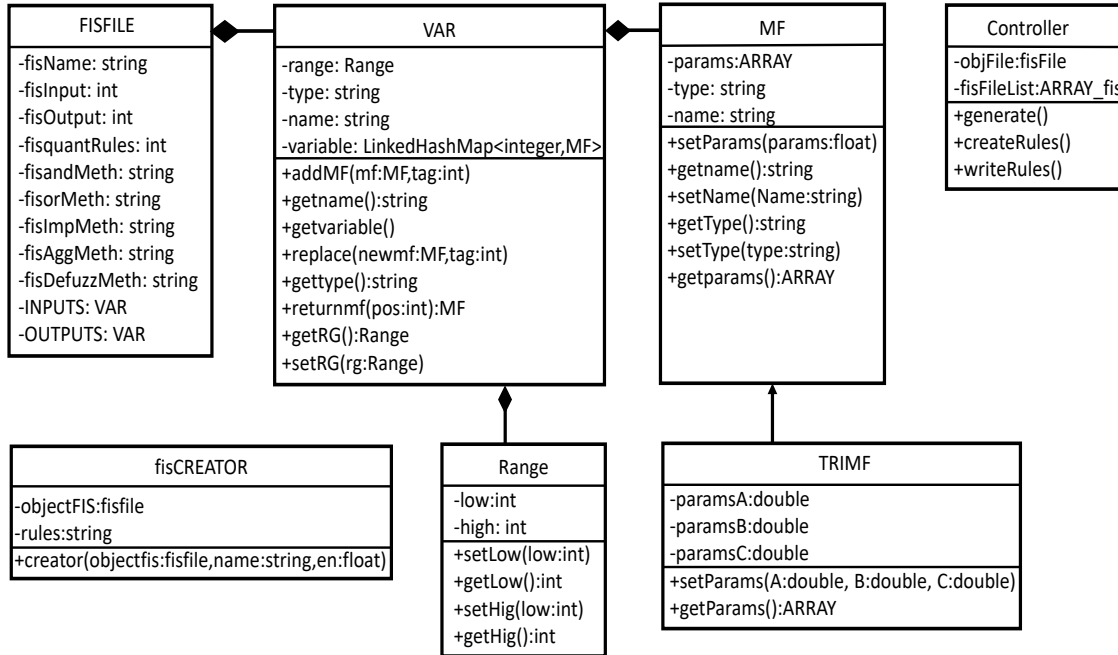 FISFILE
-fisName: string
-fisInput: int
-fisOutput: int
-fisquantRules: int
-fisandMeth: string
-fisorMeth: string
-fisImpMeth: string
-fisAggMeth: string
-fisDefuzzMeth: string
-INPUTS: VAR
-OUTPUTS: VAR
VAR
-range: Range
-type: string
-name: string
-variable: LinkedHashMap<integer,MF>
+addMF(mf:MF,tag:int)
+getname():string
+getvariable()
+replace(newmf:MF,tag:int)
+gettype():string
+returnmf(pos:int):MF
+getRG():Range
+setRG(rg:Range)
MF
-params:ARRAY
-type: string
-name: string
+setParams(params:float)
+getname():string
+setName(Name:string)
+getType():string
+setType(type:string)
+getparams():ARRAY
Controller
-objFile:fisFile
-fisFileList:ARRAY_fis
+generate()
+createRules()
+writeRules()
fisCREATOR
-objectFIS:fisfile
-rules:string
+creator(objectfis:fisfile,name:string,en:float)
Range
-low:int
-high: int
+setLow(low:int)
+getLow():int
+setHig(low:int)
+getHig():int
TRIMF
-paramsA:double
-paramsB:double
-paramsC:double
+setParams(A:double, B:double, C:double)
+getParams():ARRAY